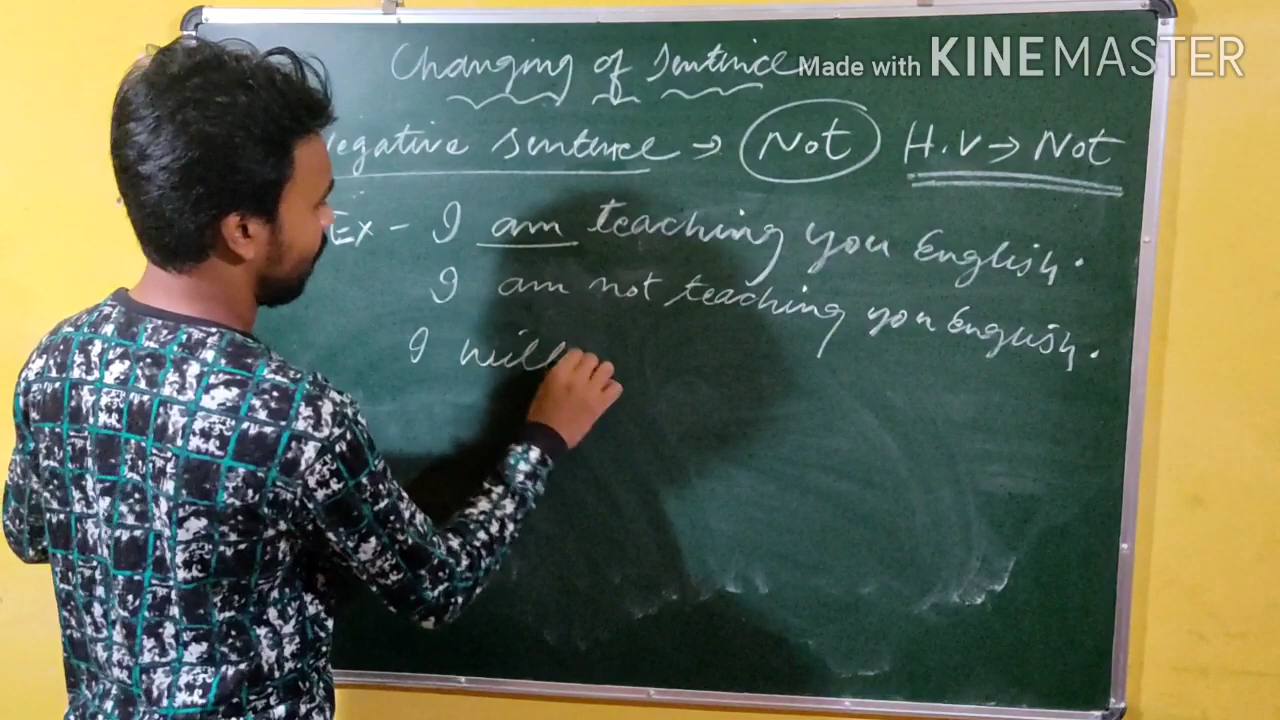 Changing of sentence
Made with KINEMASTER
Negative sentence → Not H.V → Not
Ex - I am teaching you English.
I am not teaching you English.
I will